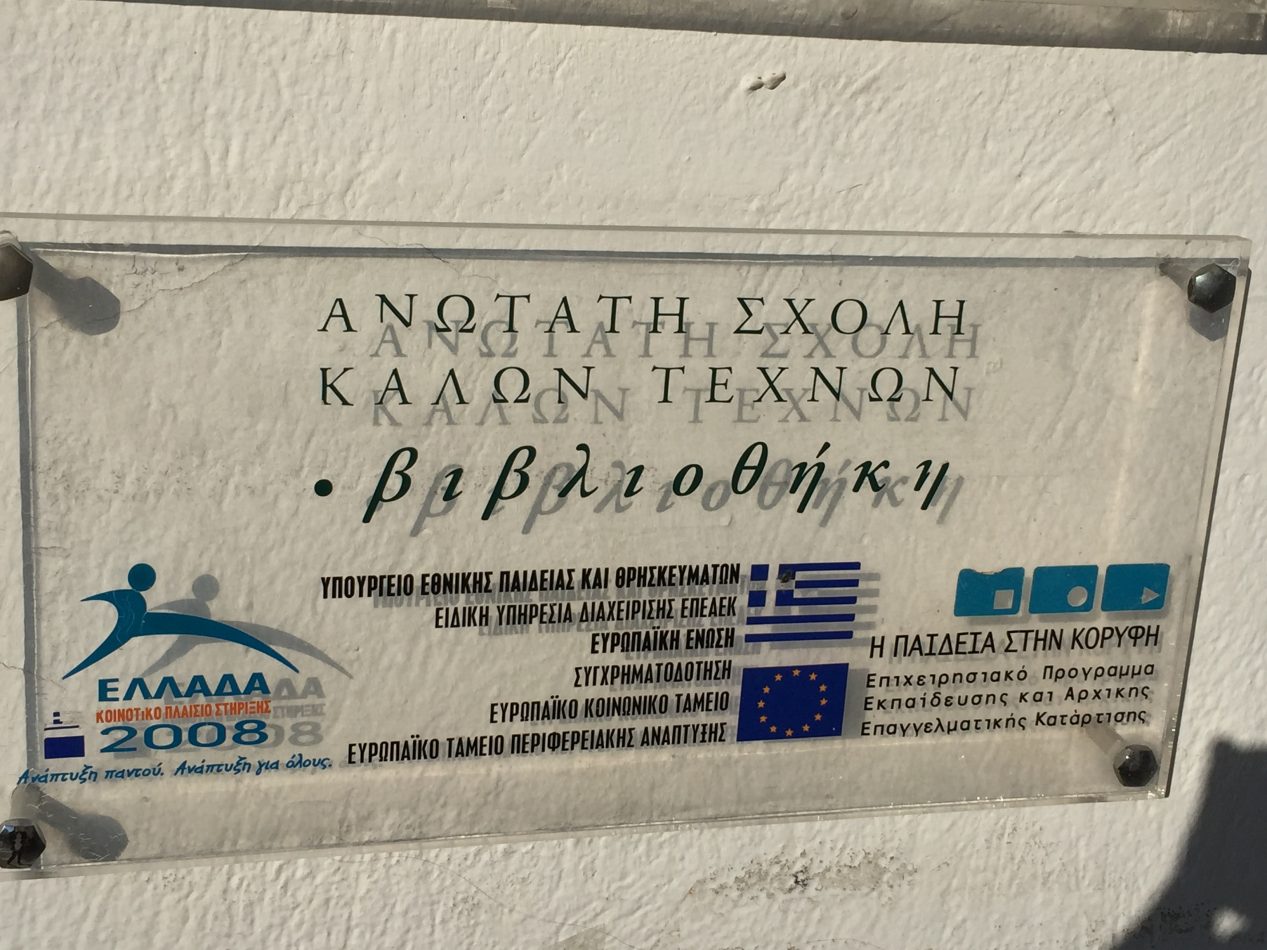 ΑΝΩΤΑΤΗ ΣΧΟΛΗ
ΚΑΛΩΝ ΤΕΧΝΩΝ
• βιβλιοθήκη
ΕΛΛΑΔΑ
ΚΟΙΝΟΤΙΚΟ ΠΛΑΙΣΙΟ ΣΤΗΡΙΞΗΣ
2008
Ανάπτυξη παντού. Ανάπτυξη για όλους.
ΥΠΟΥΡΓΕΙΟ ΕΘΝΙΚΗΣ ΠΑΙΔΕΙΑΣ ΚΑΙ ΘΡΗΣΚΕΥΜΑΤΩΝ
ΕΙΔΙΚΗ ΥΠΗΡΕΣΙΑ ΔΙΑΧΕΙΡΙΣΗΣ ΕΠΕΑΕΚ
ΕΥΡΩΠΑΪΚΗ ΕΝΩΣΗ
ΣΥΓΧΡΗΜΑΤΟΔΟΤΗΣΗ
ΕΥΡΩΠΑΪΚΟ ΚΟΙΝΩΝΙΚΟ ΤΑΜΕΙΟ
ΕΥΡΩΠΑΪΚΟ ΤΑΜΕΙΟ ΠΕΡΙΦΕΡΕΙΑΚΗΣ ΑΝΑΠΤΥΞΗΣ
Η ΠΑΙΔΕΙΑ ΣΤΗΝ ΚΟΡΥΦΗ
Επιχειρησιακό Πρόγραμμα
Εκπαίδευσης και Αρχικής
Επαγγελματικής Κατάρτισης